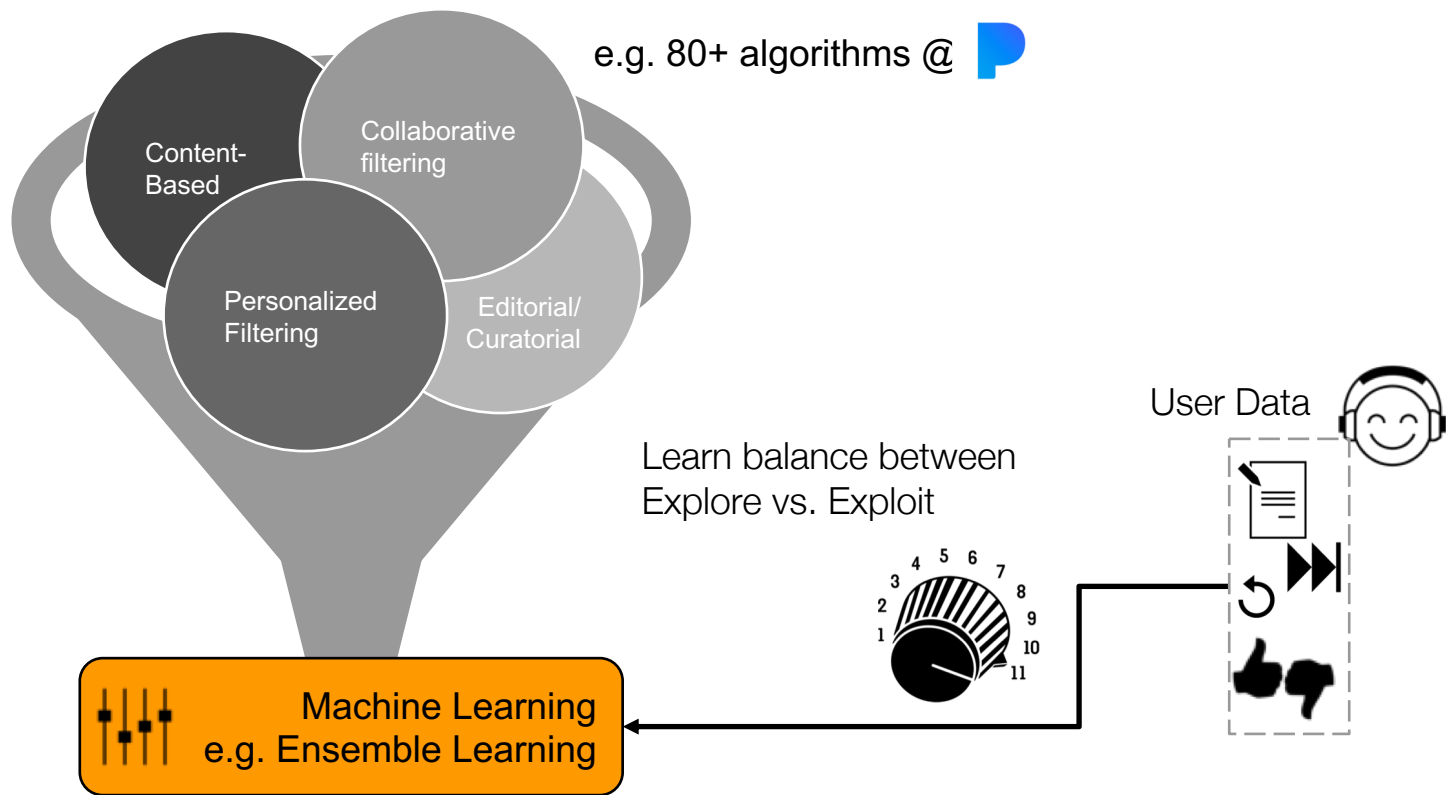 e.g. 80+ algorithms @
Content-
Based
Collaborative
filtering
Personalized
Filtering
Editorial/
Curatorial
User Data
Learn balance between
Explore vs. Exploit
1
2
3
4
5
6
7
8
9
10
11
Machine Learning
e.g. Ensemble Learning